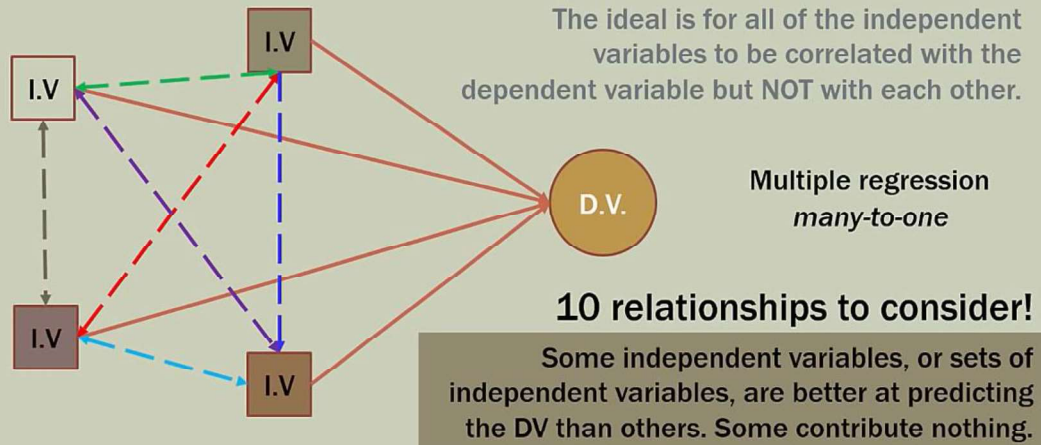 The ideal is for all of the independent
variables to be correlated with the
dependent variable but NOT with each other.
I.V
I.V
D.V.
Multiple regression
many-to-one
I.V
I.V
10 relationships to consider!
Some independent variables, or sets of
independent variables, are better at predicting
the DV than others. Some contribute nothing.